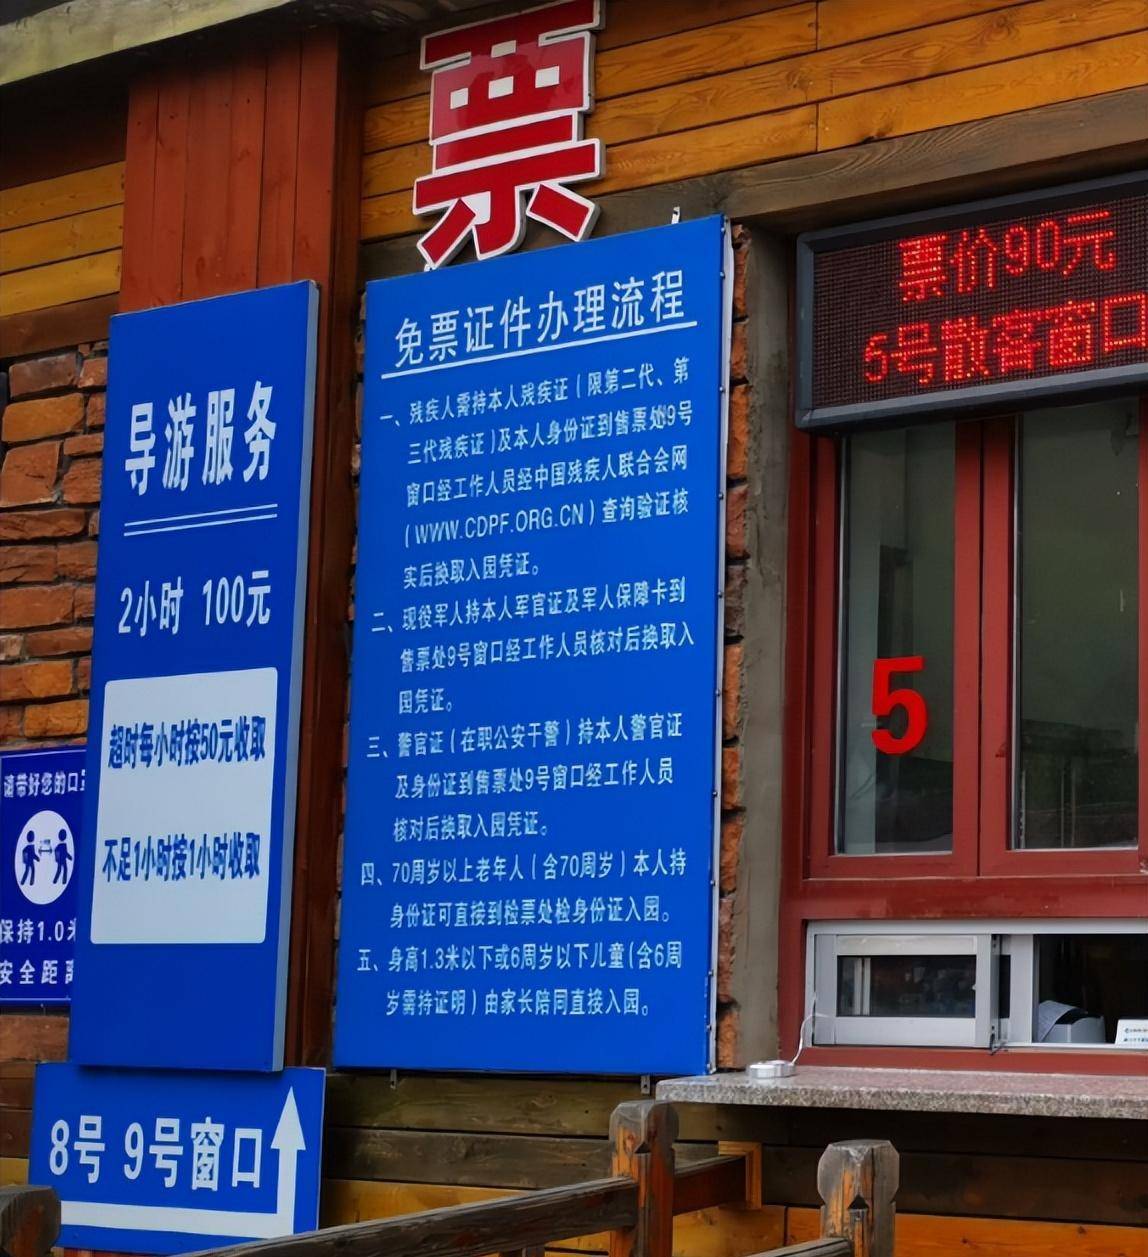 票
免票证件办理流程
一、残疾人需持本人残疾证（限第二代、第
三代残疾证）及本人身份证到售票处9号
窗口经工作人员经中国残疾人联合会网
（WWW.CDPF.ORG.CN）查询验证核
实后换取入园凭证。
二、现役军人持本人军官证及军人保障卡到
售票处9号窗口经工作人员核对后换取入
园凭证。
三、警官证（在职公安干警）持本人警官证
及身份证到售票处9号窗口经工作人员
核对后换取入园凭证。
四、70周岁以上老年人（含70周岁）本人持
身份证可直接到检票处检身份证入园。
五、身高1.3米以下或6周岁以下儿童(含6周
岁需持证明）由家长陪同直接入园。
导游服务
2小时 100元
超时每小时按50元收取
不足1小时按1小时收取
请带好您的口
保持1.0米
安全距离
8号 9号窗口
票价90元
5号散客窗口
5